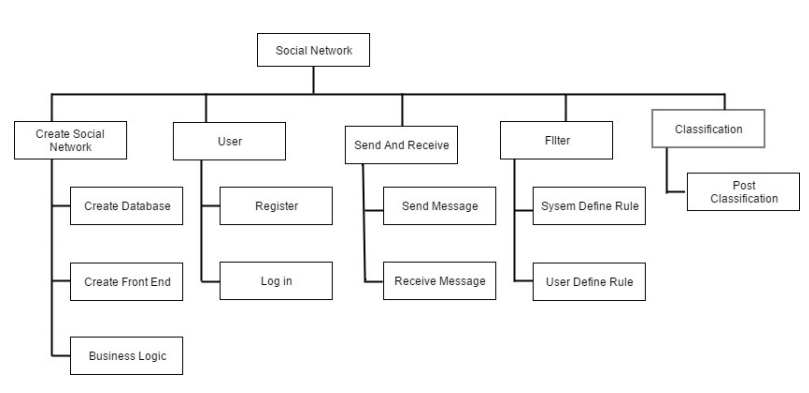 Social Network
Create Social
Network
User
Send And Receive
FIlter
Classification
Create Database
Register
Send Message
Sysem Define Rule
Post
Classification
Create Front End
Log in
Receive Message
User Define Rule
Business Logic